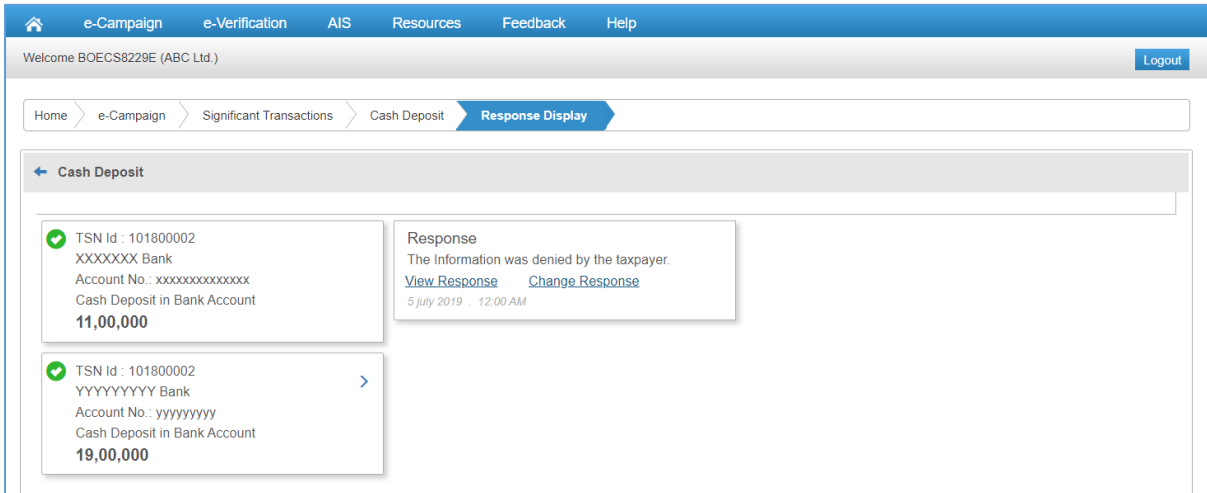 e-Campaign e-Verification AIS Resources Feedback Help
Welcome BOECS8229E (ABC Ltd.)
Logout
Home e-Campaign Significant Transactions Cash Deposit Response Display
Cash Deposit
TSN Id : 101800002
XXXXXXX Bank
Account No.: xxxxxxxxxxxxxx
Cash Deposit in Bank Account
11,00,000
Response
The Information was denied by the taxpayer.
View Response Change Response
5 july 2019 . 12:00 AM
TSN Id : 101800002
YYYYYYYYY Bank
Account No.: yyyyyyyyy
Cash Deposit in Bank Account
19,00,000